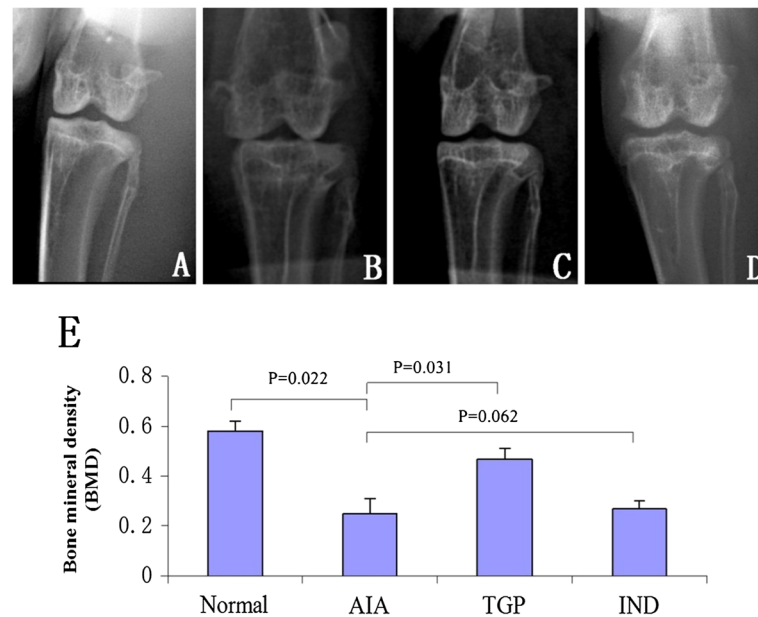 A
B
C
D
E
P=0.022
P=0.031
P=0.062
Bone mineral density
(BMD)
0.8
0.6
0.4
0.2
0
Normal
AIA
TGP
IND